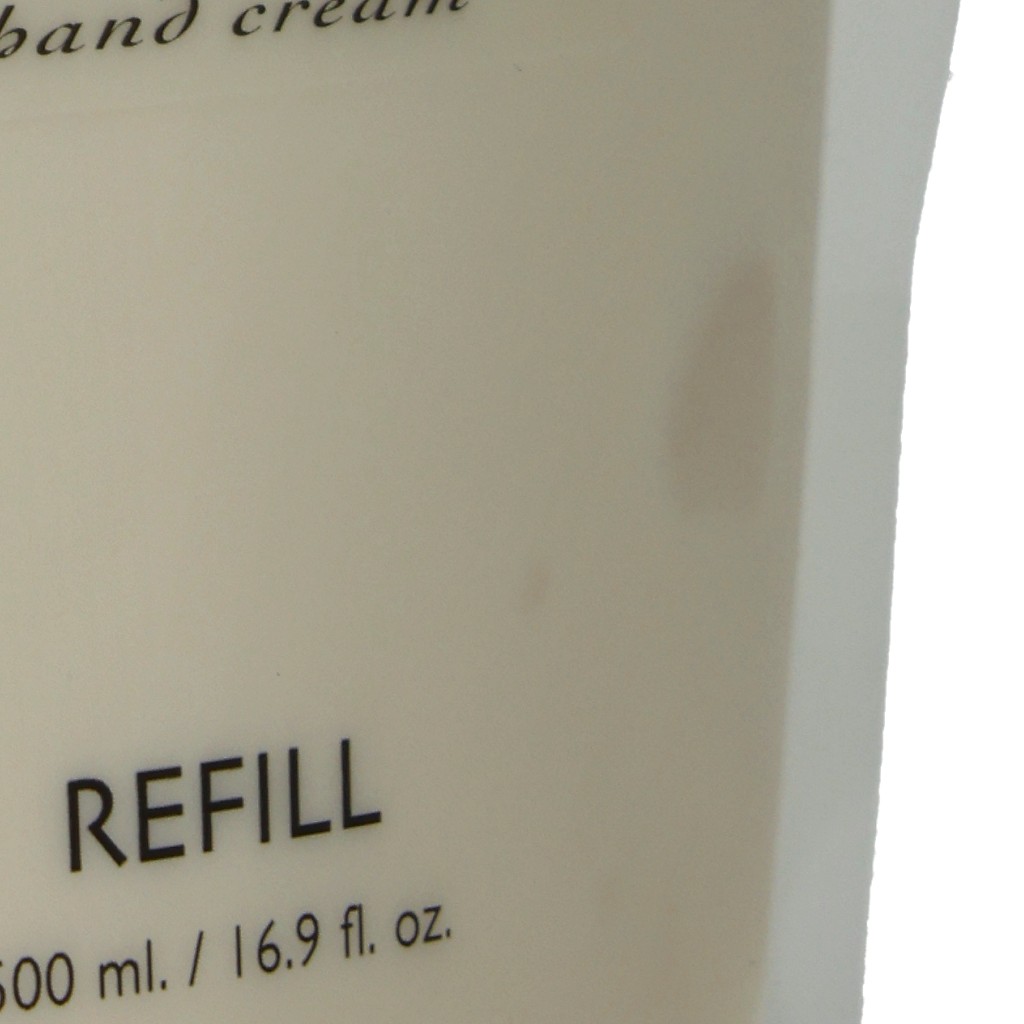 hand cream
REFILL
500 ml. / 16.9 fl. oz.